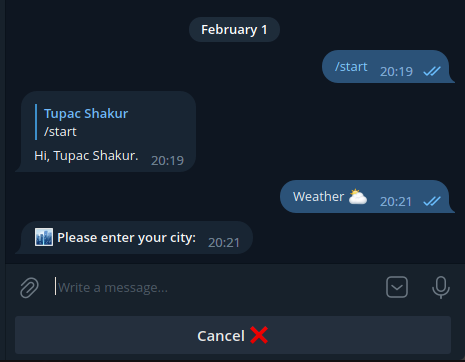 February 1
/start 20:19
Tupac Shakur
/start
Hi, Tupac Shakur. 20:19
Weather 🌥️ 20:21
🏙️ Please enter your city: 20:21
Write a message...
Cancel ❌